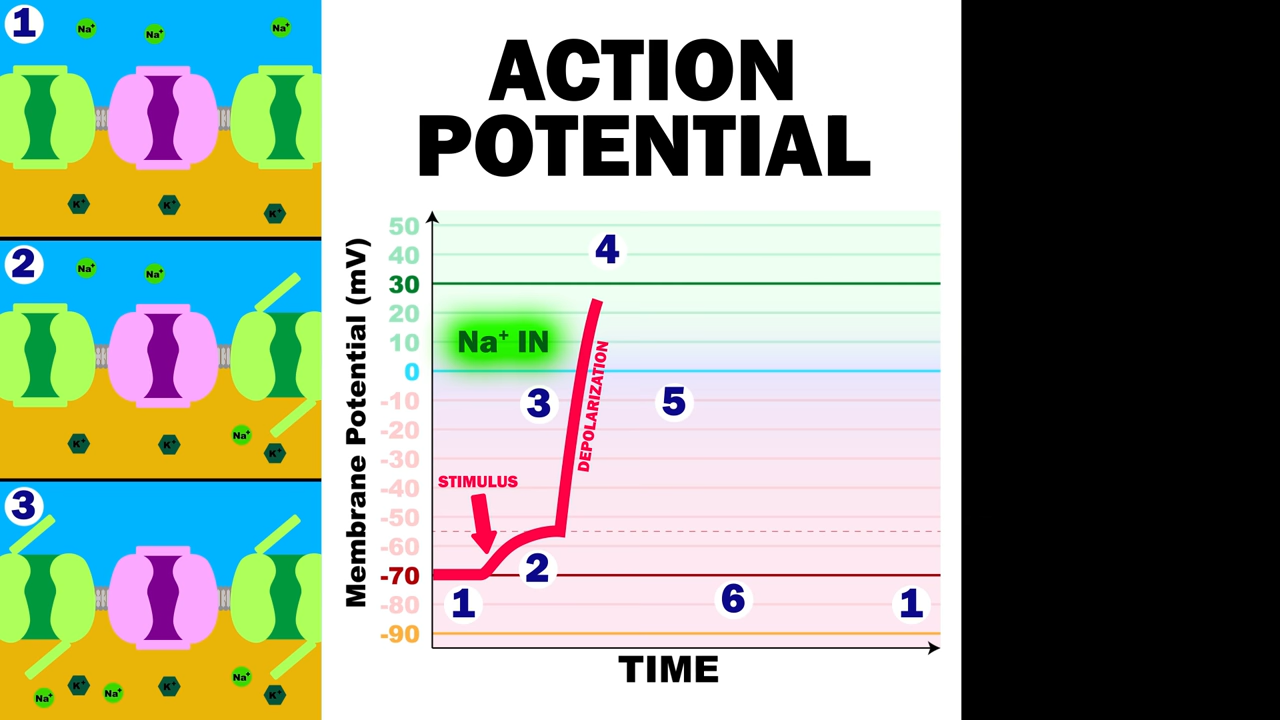 1
Na+
Na+
Na+
K+
K+
K+
2
Na+
Na+
Na+
K+
K+
K+
3
Na+
K+
Na+
K+
Na+
K+
ACTION
POTENTIAL
Membrane Potential (mV)
50
40
30
20
10
0
-10
-20
-30
-40
-50
-60
-70
-80
-90
4
Na+ IN
DEPOLARIZATION
3
5
STIMULUS
2
1
6
1
TIME